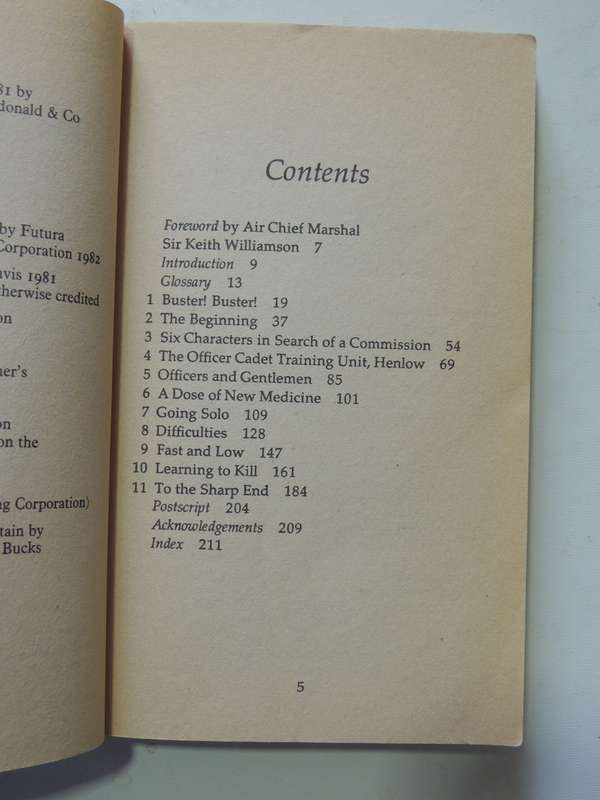 81 by
donald & Co
by Futura
Corporation 1982
avis 1981
therwise credited
on
ner's
on
on the
ng Corporation)
tain by
Bucks
Contents
Foreword by Air Chief Marshal
Sir Keith Williamson 7
Introduction 9
Glossary 13
1 Buster! Buster! 19
2 The Beginning 37
3 Six Characters in Search of a Commission 54
4 The Officer Cadet Training Unit, Henlow 69
5 Officers and Gentlemen 85
6 A Dose of New Medicine 101
7 Going Solo 109
8 Difficulties 128
9 Fast and Low 147
10 Learning to Kill 161
11 To the Sharp End 184
Postscript 204
Acknowledgements 209
Index 211
5